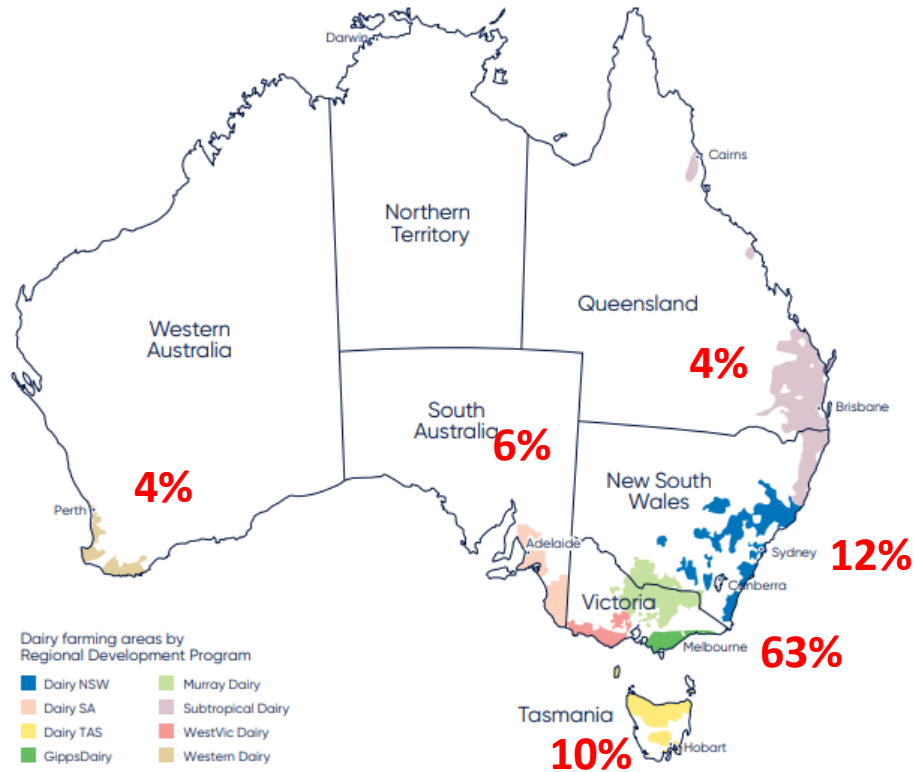 Darwin
Cairns
Northern
Territory
Queensland
Western
Australia
4%
Brisbane
South
Australia
6%
New South
Wales
4%
Perth
Adelaide
Sydney
12%
Canberra
Victoria
Melbourne
63%
Tasmania
10%
Hobart
Dairy farming areas by
Regional Development Program
Dairy NSW
Dairy SA
Dairy TAS
GippsDairy
Murray Dairy
Subtropical Dairy
WestVic Dairy
Western Dairy